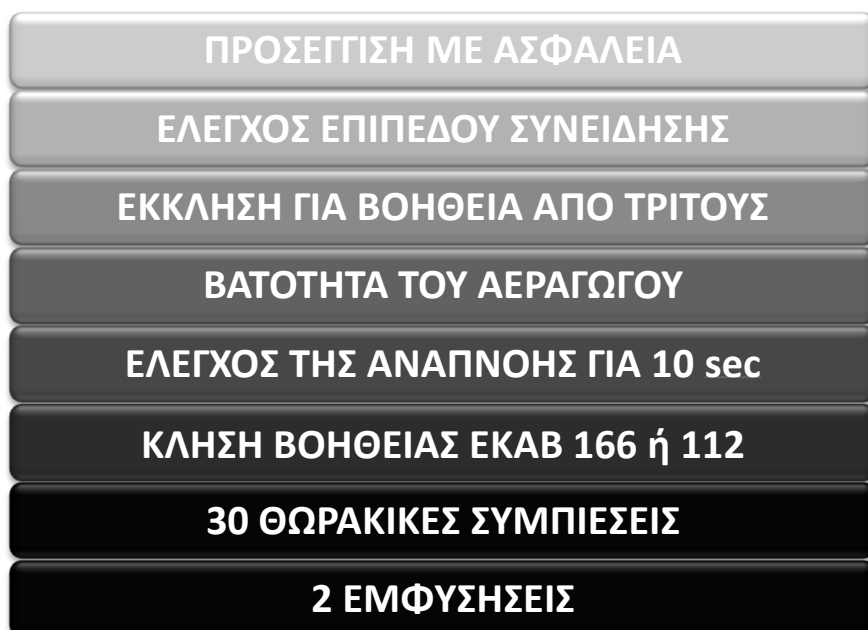 ΠΡΟΣΕΓΓΙΣΗ ΜΕ ΑΣΦΑΛΕΙΑ
ΕΛΕΓΧΟΣ ΕΠΙΠΕΔΟΥ ΣΥΝΕΙΔΗΣΗΣ
ΕΚΚΛΗΣΗ ΓΙΑ ΒΟΗΘΕΙΑ ΑΠΟ ΤΡΙΤΟΥΣ
ΒΑΤΟΤΗΤΑ ΤΟΥ ΑΕΡΑΓΩΓΟΥ
ΕΛΕΓΧΟΣ ΤΗΣ ΑΝΑΠΝΟΗΣ ΓΙΑ 10 sec
ΚΛΗΣΗ ΒΟΗΘΕΙΑΣ ΕΚΑΒ 166 ή 112
30 ΘΩΡΑΚΙΚΕΣ ΣΥΜΠΙΕΣΕΙΣ
2 ΕΜΦΥΣΗΣΕΙΣ